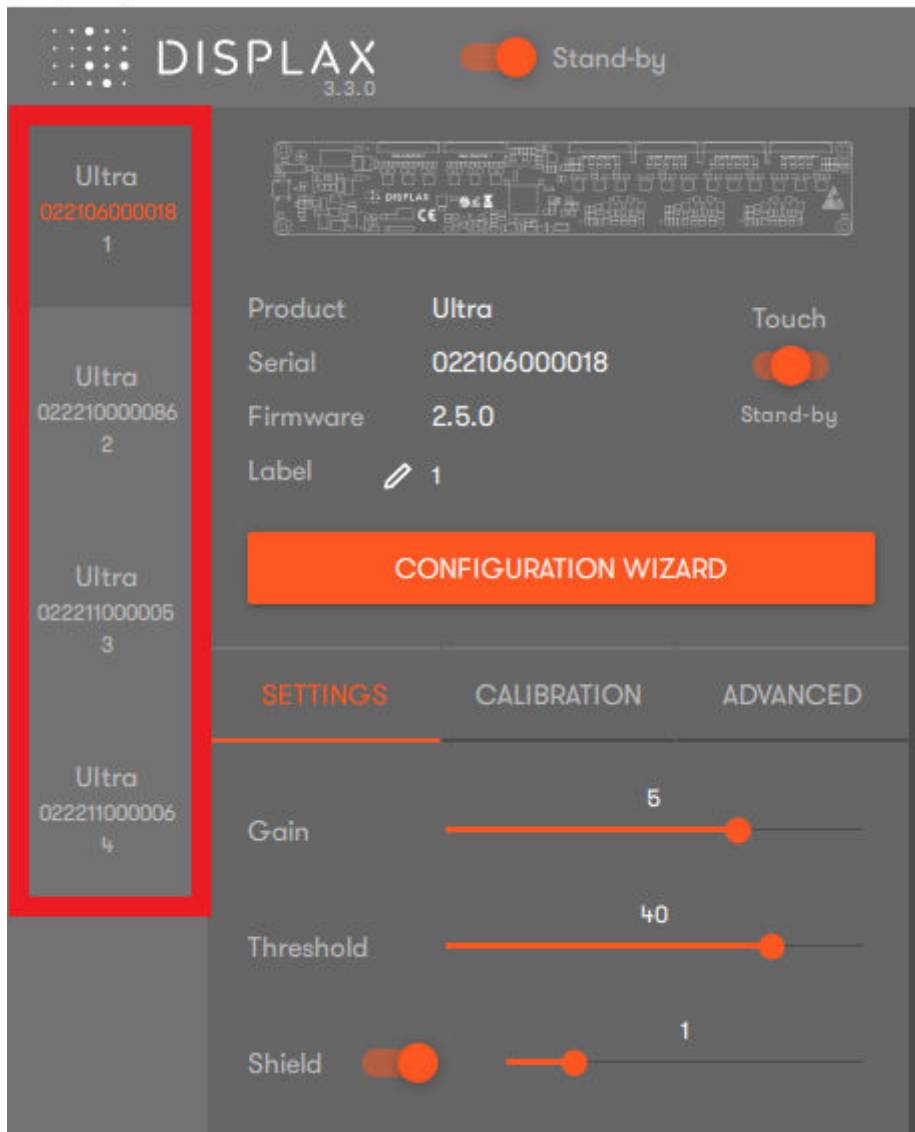 DISPLAX
3.3.0
Stand-by
Ultra
022106000018
1
Ultra
022210000086
2
Ultra
022211000005
3
Ultra
022211000006
4
DISPLAX
CE
Product Ultra
Serial 022106000018
Firmware 2.5.0
Label 1
Touch
Stand-by
CONFIGURATION WIZARD
SETTINGS CALIBRATION ADVANCED
5
Gain
40
Threshold
1
Shield